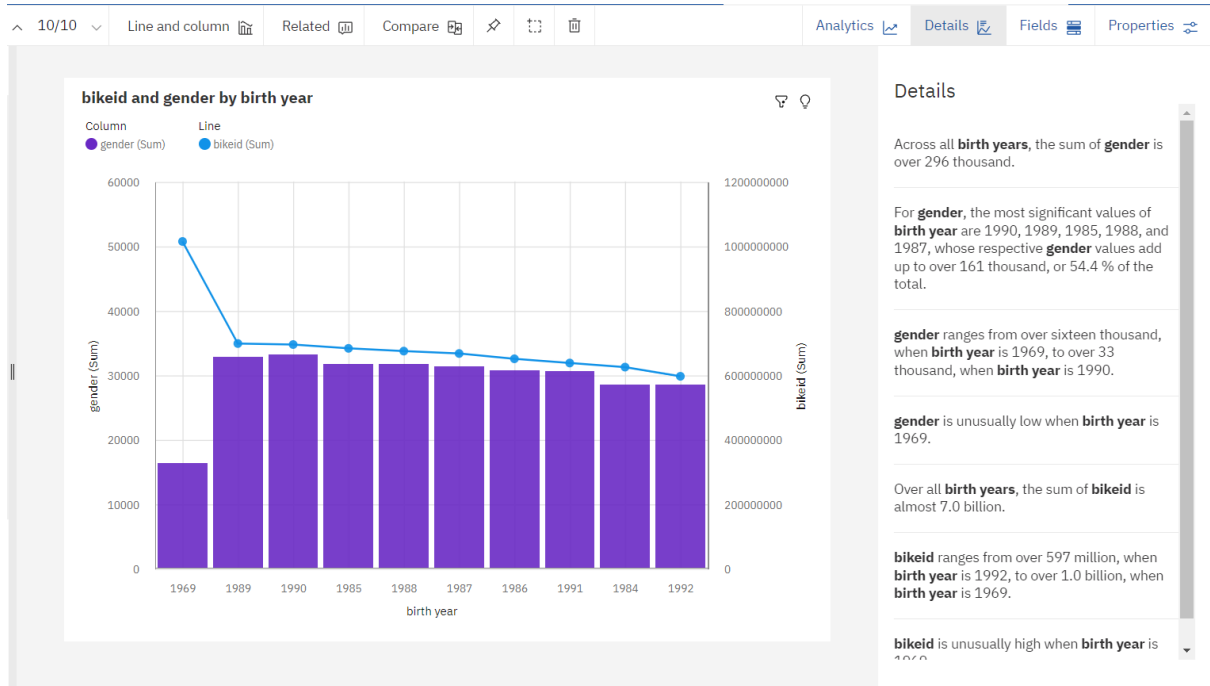 10/10 Line and column Related Compare Analytics Details Fields Properties
bikeid and gender by birth year
Column Line
gender (Sum) bikeid (Sum)
60000 1200000000
50000 1000000000
40000 800000000
30000 600000000
20000 400000000
10000 200000000
0 0
gender (Sum)
bikeid (Sum)
1969 1989 1990 1985 1988 1987 1986 1991 1984 1992
birth year
Details
Across all birth years, the sum of gender is
over 296 thousand.
For gender, the most significant values of
birth year are 1990, 1989, 1985, 1988, and
1987, whose respective gender values add
up to over 161 thousand, or 54.4 % of the
total.
gender ranges from over sixteen thousand,
when birth year is 1969, to over 33
thousand, when birth year is 1990.
gender is unusually low when birth year is
1969.
Over all birth years, the sum of bikeid is
almost 7.0 billion.
bikeid ranges from over 597 million, when
birth year is 1992, to over 1.0 billion, when
birth year is 1969.
bikeid is unusually high when birth year is